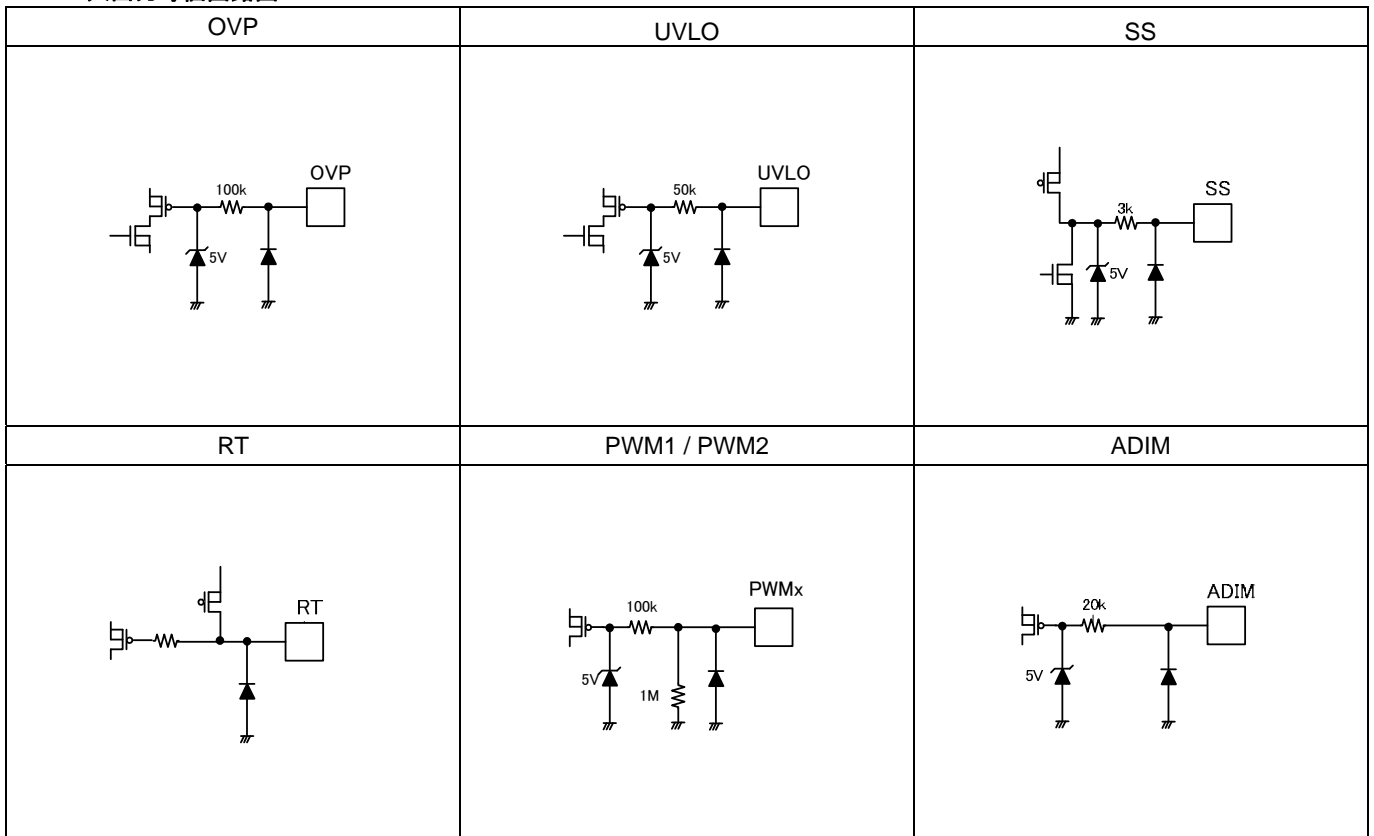 OVP
UVLO
SS
OVP
100k
5V
UVLO
50k
5V
SS
3k
5V
RT
PWM1 / PWM2
ADIM
RT
PWMx
100k
5V
1M
ADIM
20k
5V